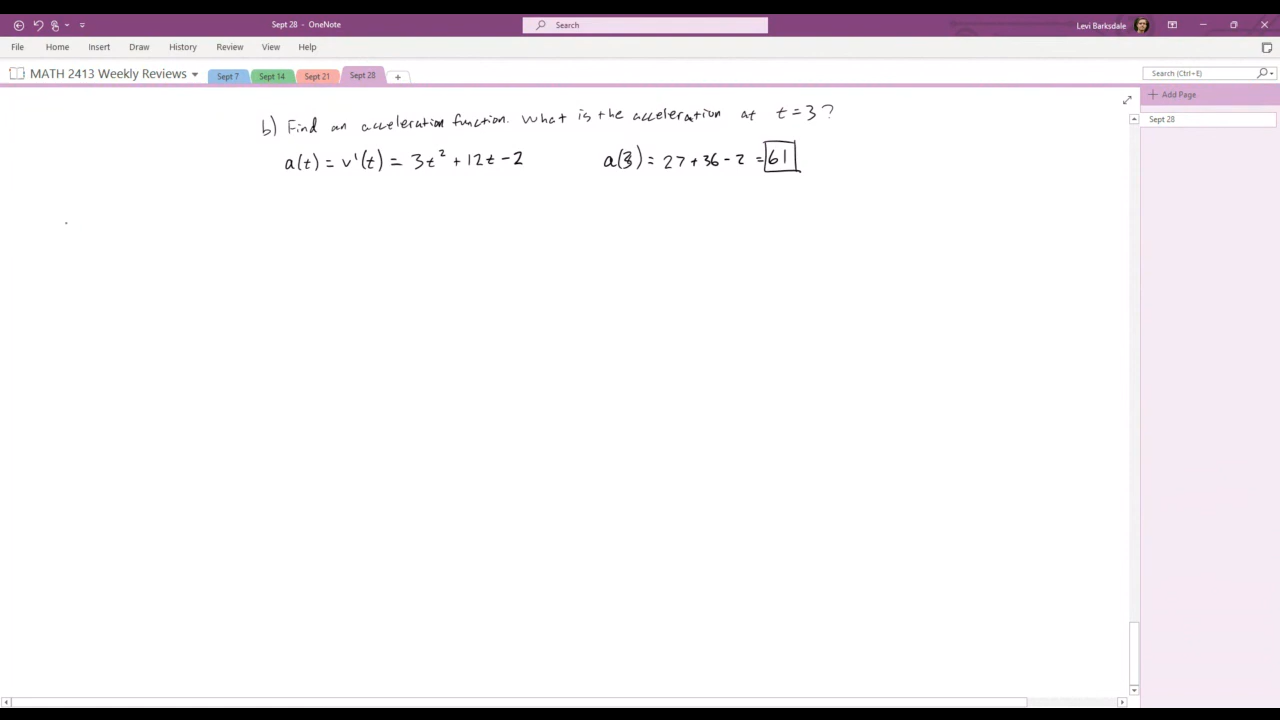 Sept 28 - OneNote
Search
Levi Barksdale
File Home Insert Draw History Review View Help
MATH 2413 Weekly Reviews
Sept 7 Sept 14 Sept 21 Sept 28 +
Search (Ctrl+E)
Add Page
Sept 28
b) Find an acceleration function. What is the acceleration at t = 3 ?
a(t) = v'(t) = 3t² + 12t - 2 a(3) = 27 + 36 - 2 = 61